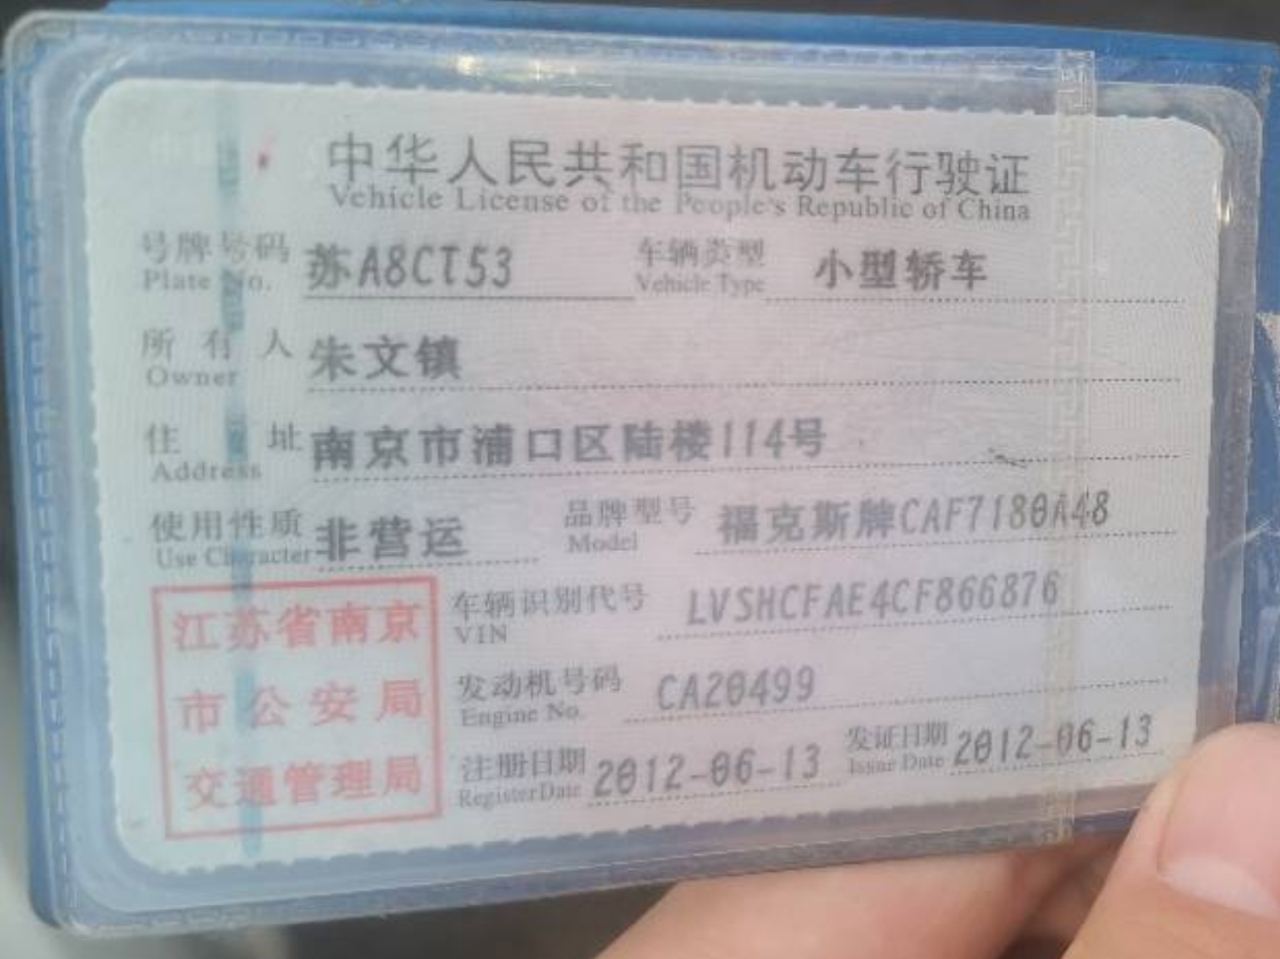 中华人民共和国机动车行驶证
Vehicle License of the People's Republic of China
号牌号码 苏A8CT53 车辆类型 小型轿车
Plate No. Vehicle Type
所有人 朱文镇
Owner
住址 南京市浦口区陆楼114号
Address
使用性质 非营运 品牌型号 福克斯牌CAF7180A48
Use Character Model
江苏省南京
市公安局
交通管理局
车辆识别代号 LVSHCFAE4CF866876
VIN
发动机号码 CA20499
Engine No.
注册日期 2012-06-13 发证日期 2012-06-13
Register Date Issue Date